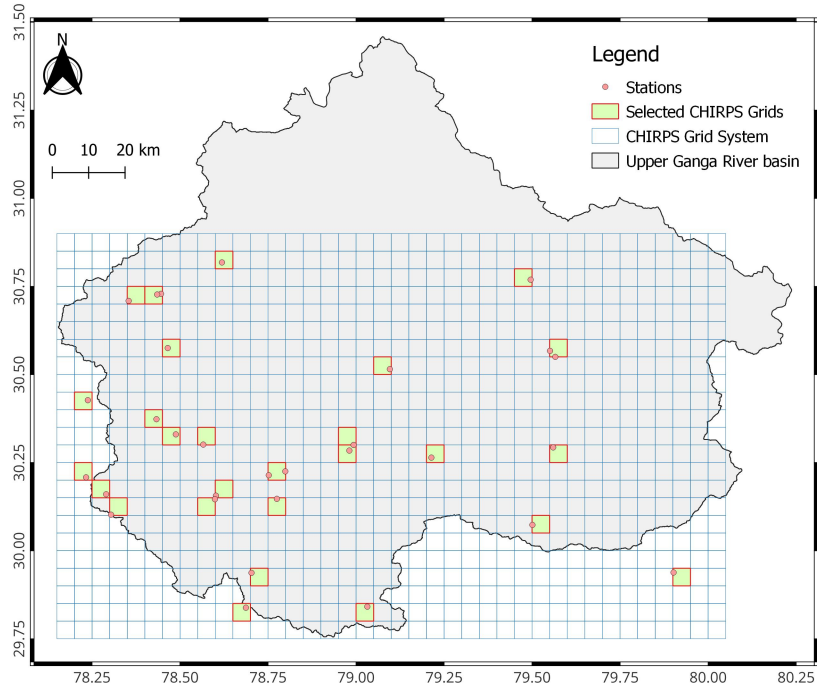 N
0 10 20 km
Legend
Stations
Selected CHIRPS Grids
CHIRPS Grid System
Upper Ganga River basin
31.50
31.25
31.00
30.75
30.50
30.25
30.00
29.75
78.25 78.50 78.75 79.00 79.25 79.50 79.75 80.00 80.25